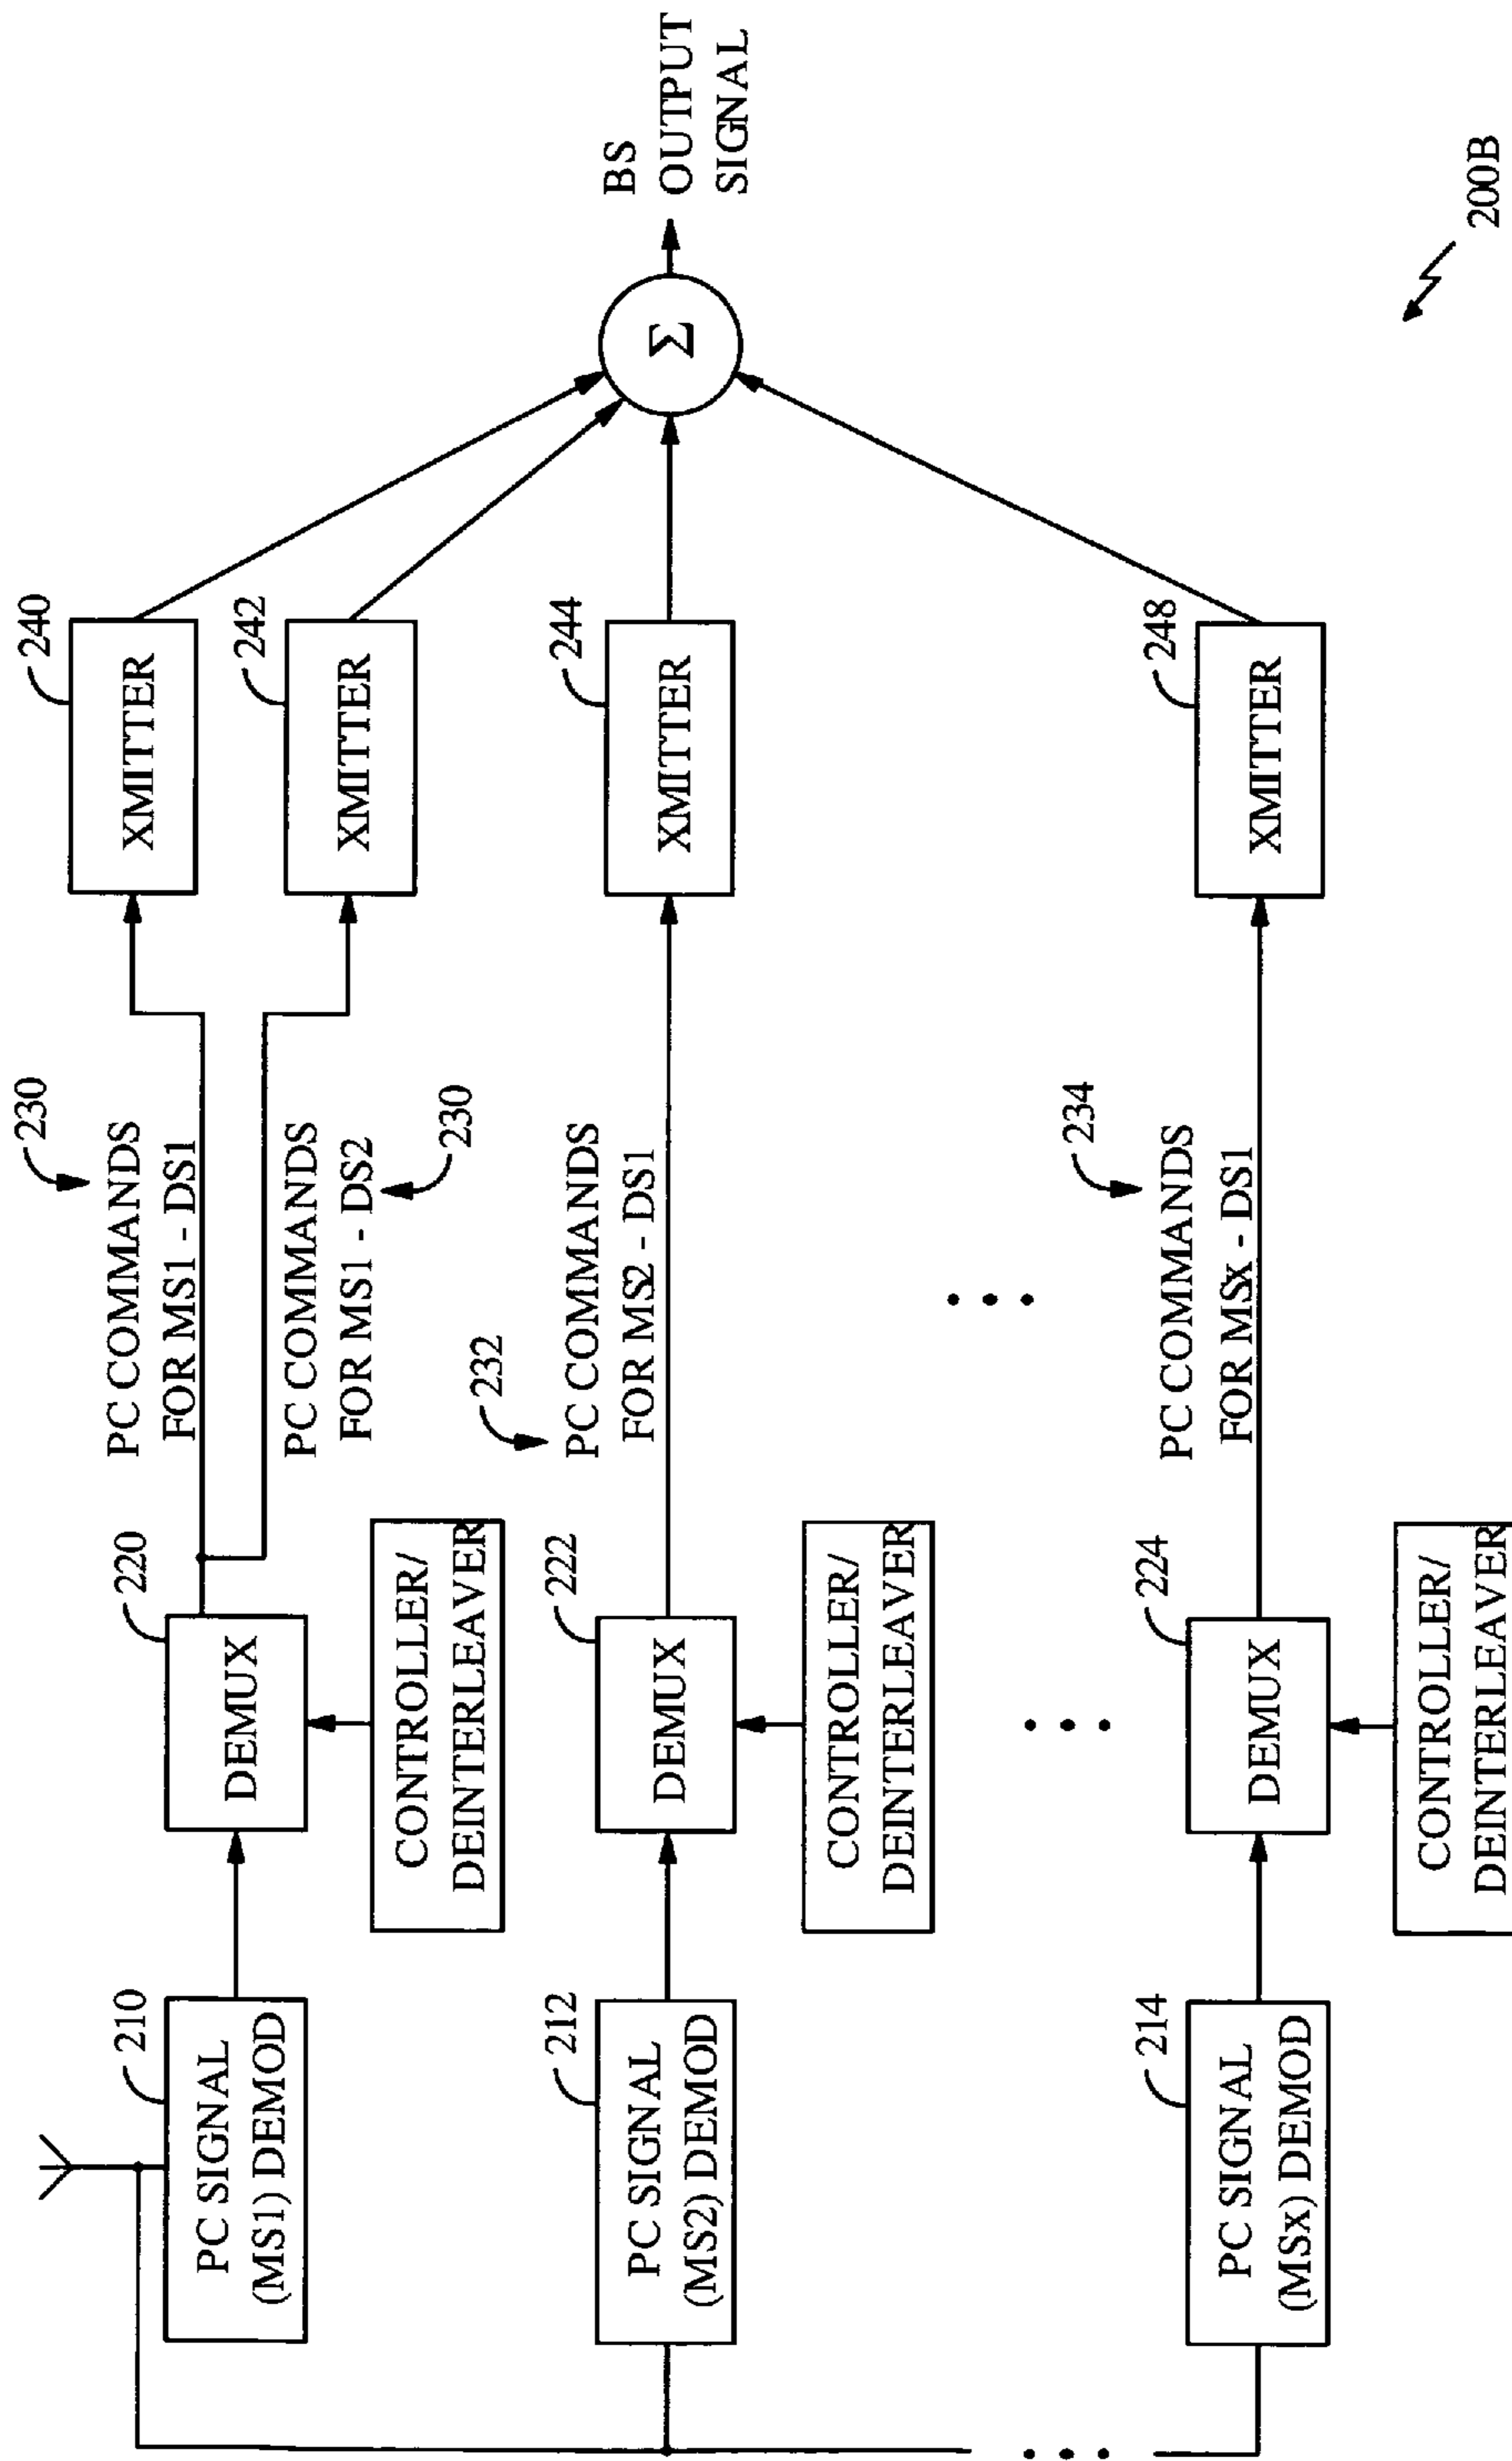 210
PC SIGNAL
(MS1) DEMOD
220
DEMUX
CONTROLLER/
DEINTERLEAVER
230
PC COMMANDS
FOR MS1 - DS1
PC COMMANDS
FOR MS1 - DS2
230
240
XMITTER
242
XMITTER
212
PC SIGNAL
(MS2) DEMOD
222
DEMUX
CONTROLLER/
DEINTERLEAVER
232
PC COMMANDS
FOR MS2 - DS1
244
XMITTER
Σ
BS
OUTPUT
SIGNAL
214
PC SIGNAL
(MSx) DEMOD
224
DEMUX
CONTROLLER/
DEINTERLEAVER
234
PC COMMANDS
FOR MSx - DS1
248
XMITTER
200B